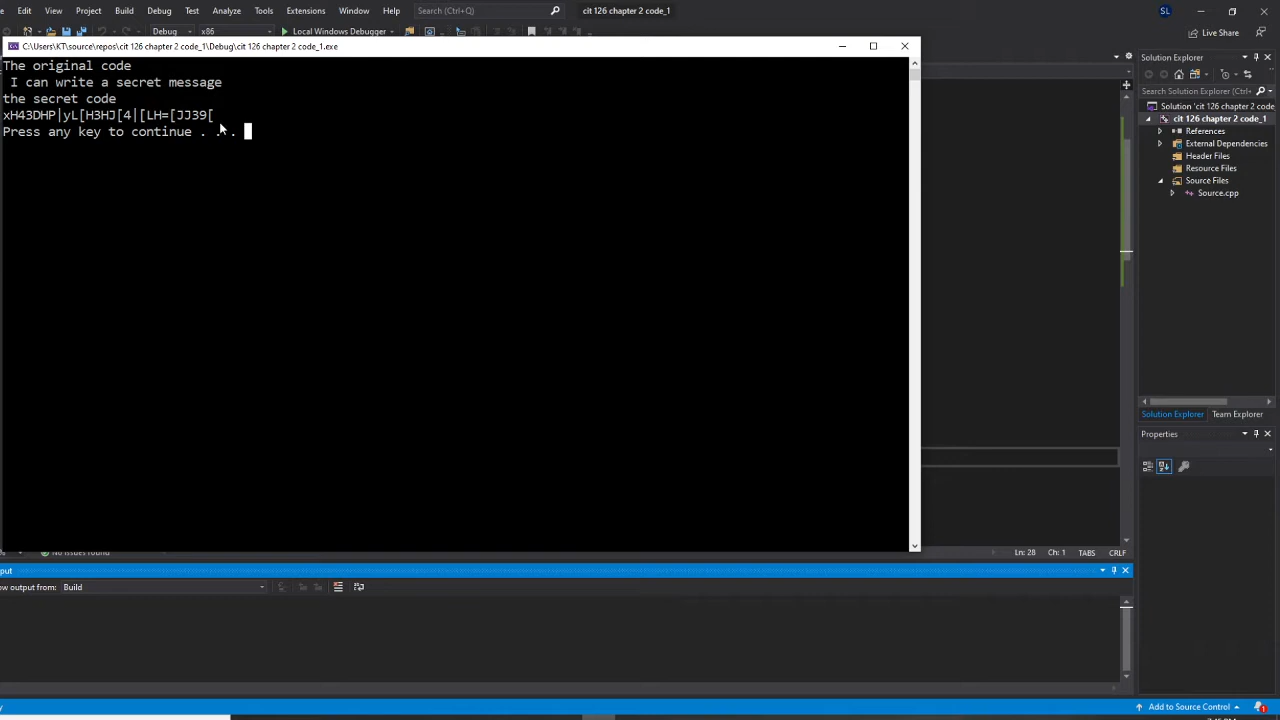 Edit View Project Build Debug Test Analyze Tools Extensions Window Help Search (Ctrl+Q) cit 126 chapter 2 code_1 SL
Debug x86 Local Windows Debugger Live Share
C:\Users\KT\source\repos\cit 126 chapter 2 code_1\Debug\cit 126 chapter 2 code_1.exe
The original code
I can write a secret message
the secret code
xH43DHP|yL[H3HJ[4|[LH=[JJ39[
Press any key to continue . . .
Solution Explorer
Search Solution Explorer (Ctrl+;)
Solution 'cit 126 chapter 2 code_1'
cit 126 chapter 2 code_1
References
External Dependencies
Header Files
Resource Files
Source Files
Source.cpp
Solution Explorer Team Explorer
Properties
No issues found Ln: 28 Ch: 1 TABS CRLF
put
ow output from: Build
Add to Source Control 1